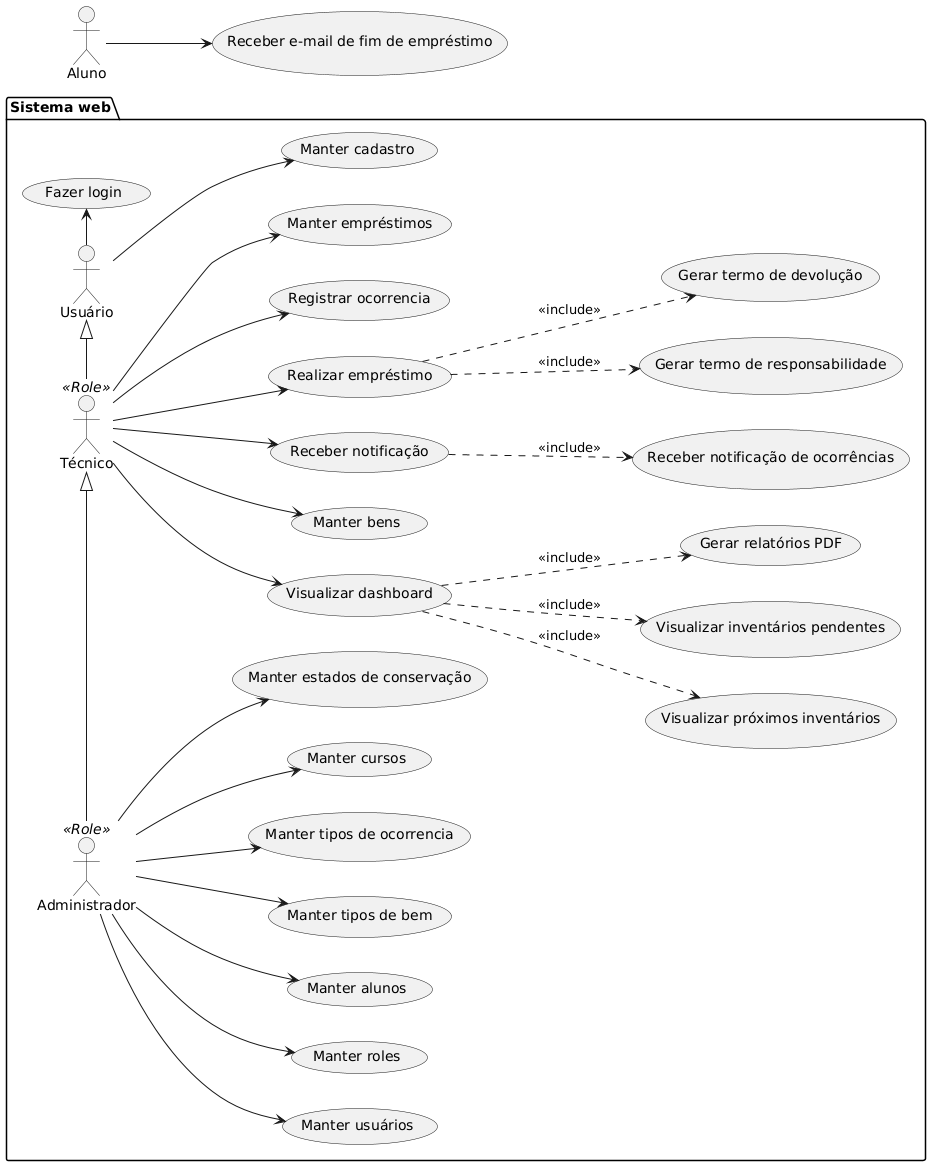 Receber e-mail de fim de empréstimo
Aluno
Sistema web
Manter cadastro
Fazer login
Manter empréstimos
Gerar termo de devolução
Registrar ocorrencia
Usuário
«include»
Gerar termo de responsabilidade
«include»
Realizar empréstimo
«Role»
Receber notificação
«include»
Receber notificação de ocorrências
Técnico
Manter bens
Gerar relatórios PDF
«include»
Visualizar dashboard
«include»
Visualizar inventários pendentes
«include»
Manter estados de conservação
Visualizar próximos inventários
Manter cursos
«Role»
Manter tipos de ocorrencia
Administrador
Manter tipos de bem
Manter alunos
Manter roles
Manter usuários